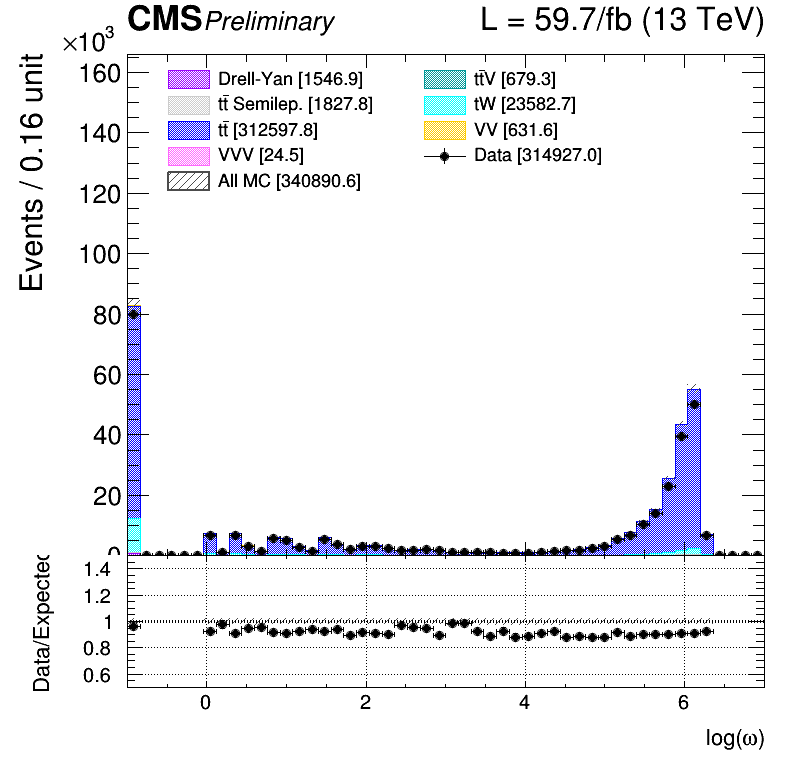 CMS Preliminary L = 59.7/fb (13 TeV)
×10³
Events / 0.16 unit
160
140
120
100
80
60
40
20
0
Drell-Yan [1546.9]
tt̄ Semilep. [1827.8]
tt̄ [312597.8]
VVV [24.5]
All MC [340890.6]
tt̄V [679.3]
tW [23582.7]
VV [631.6]
Data [314927.0]
Data/Expected
1.4
1.2
1
0.8
0.6
0 2 4 6
log(ω)